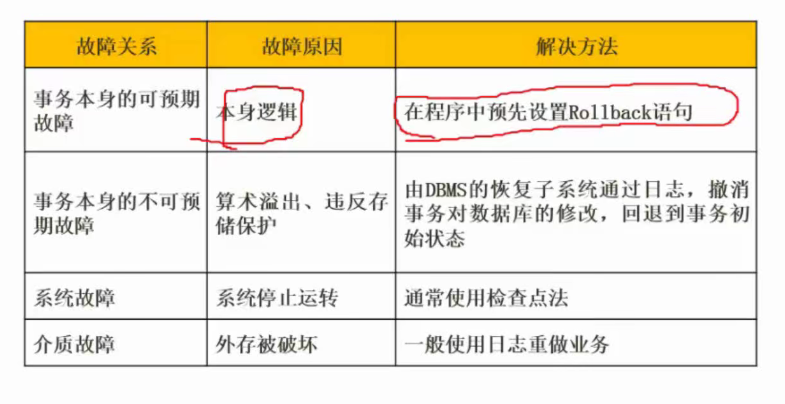 故障关系 故障原因 解决方法
事务本身的可预期
故障
本身逻辑
在程序中预先设置Rollback语句
事务本身的不可预
期故障
算术溢出、违反存
储保护
由DBMS的恢复子系统通过日志，撤消
事务对数据库的修改，回退到事务初
始状态
系统故障 系统停止运转 通常使用检查点法
介质故障 外存被破坏 一般使用日志重做业务